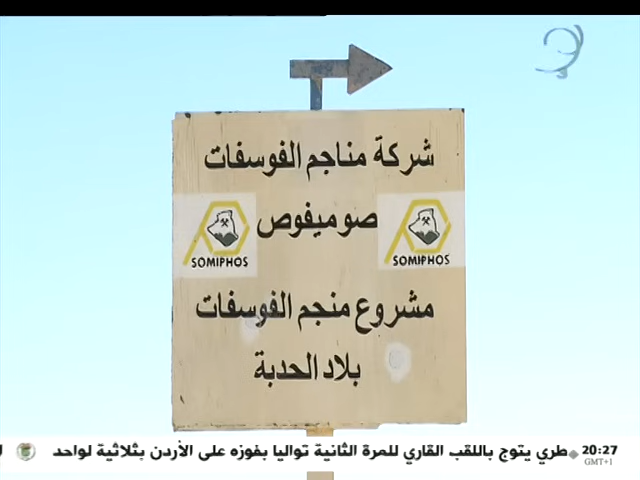 شركة مناجم الفوسفات
صوميفوص
SOMIPHOS
SOMIPHOS
مشروع منجم الفوسفات
بلاد الحدبة
طري يتوج باللقب القاري للمرة الثانية تواليا بفوزه على الأردن بثلاثية لواحد
20:27
GMT+1